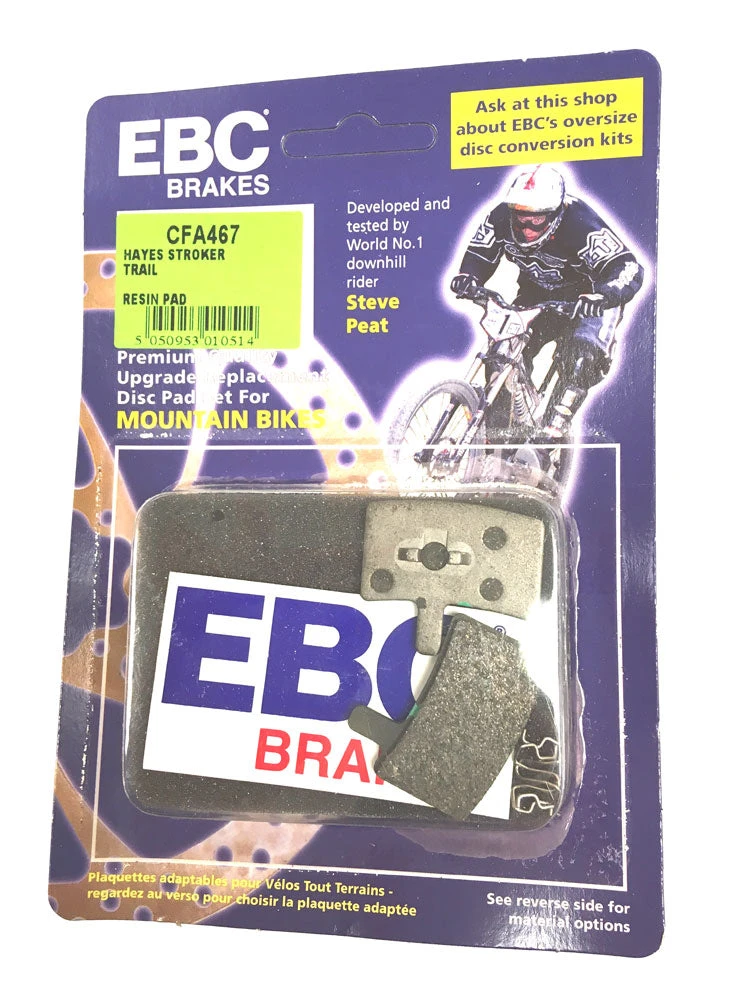 EBC®
BRAKES
Ask at this shop
about EBC's oversize
disc conversion kits
CFA467
HAYES STROKER
TRAIL
RESIN PAD
5 050953 010514
Developed and
tested by
World No.1
downhill
rider
Steve
Peat
1
Premium Quality
Upgrade Replacement
Disc Pad Set For
MOUNTAIN BIKES
EBC®
BRA
Plaquettes adaptables pour Vélos Tout Terrains -
regardez au verso pour choisir la plaquette adaptée
See reverse side for
material options